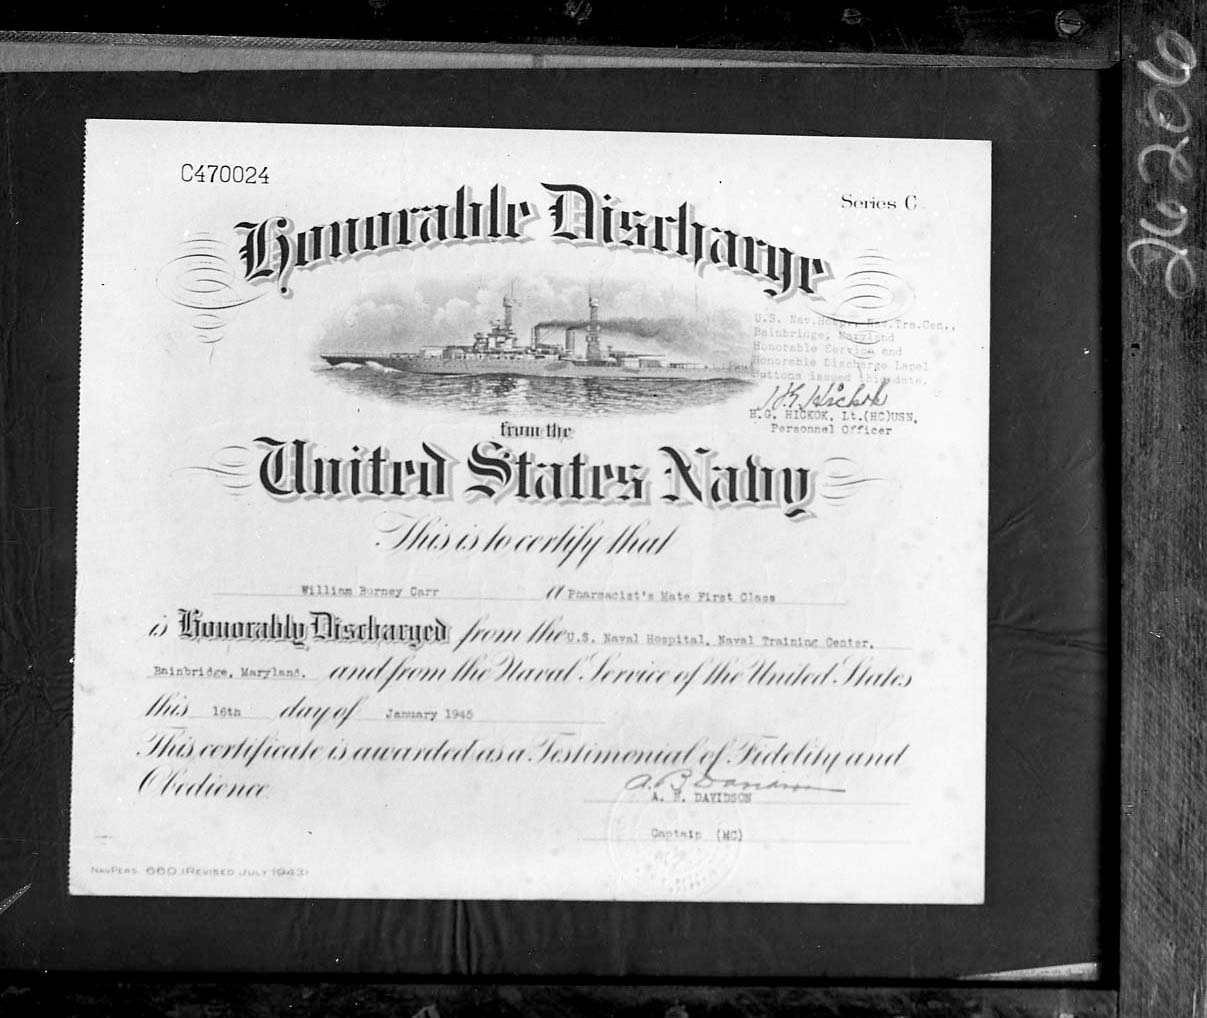 C470024
Series C
Honorable Discharge
U.S. Nav.Hosp., Nav.Tra.Cen.,
Bainbridge, Maryland
Honorable Service and
Honorable Discharge Lapel
Buttons issued this date.
H.G. Hickok
H.G. HICKOK, Lt.(HC)USN,
Personnel Officer
from the
United States Navy
This is to certify that
William Burney Carr a Pharmacist's Mate First Class
is Honorably Discharged from the U.S. Naval Hospital, Naval Training Center,
Bainbridge, Maryland. and from the Naval Service of the United States
this 16th day of January 1945
This certificate is awarded as a Testimonial of Fidelity and
Obedience
A. B. Davidson
DAVIDSON
Captain (MC)
NAVPERS. 660 (REVISED JULY 1943)
26206